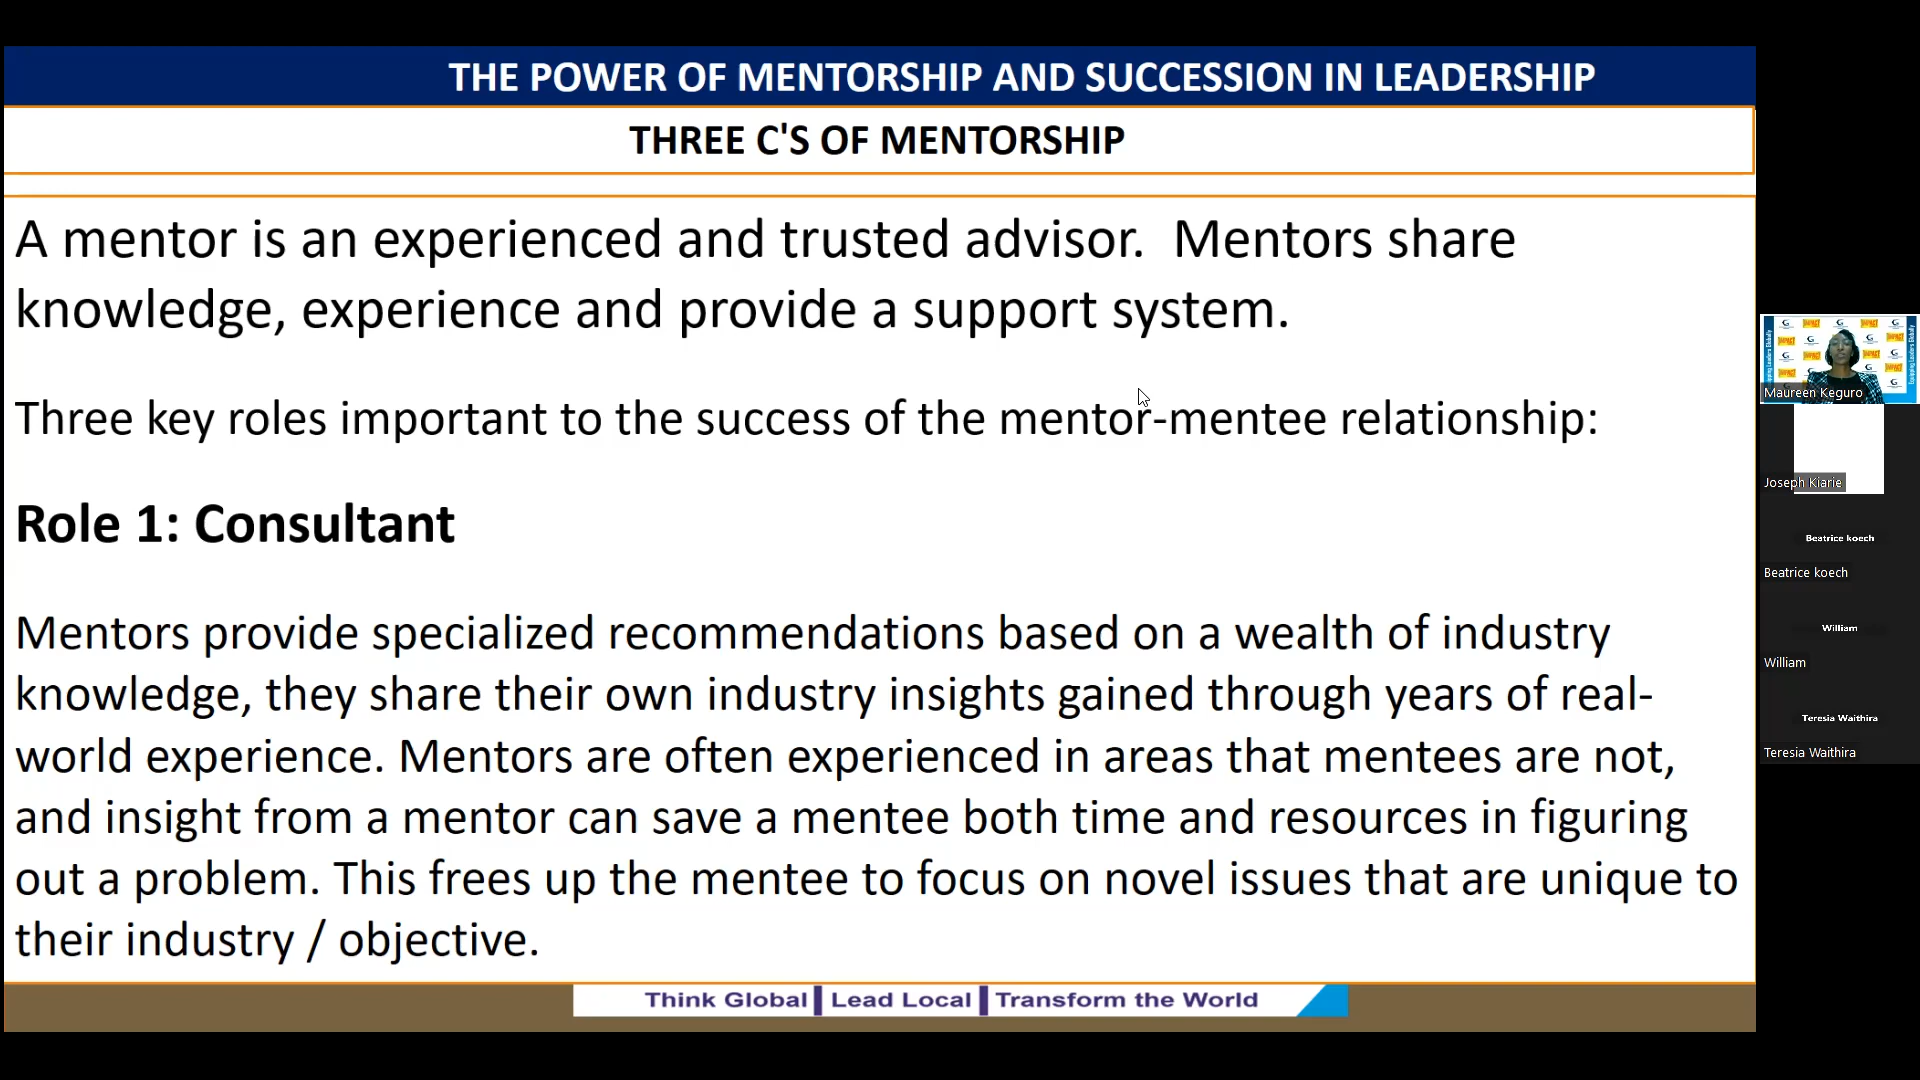 THE POWER OF MENTORSHIP AND SUCCESSION IN LEADERSHIP
THREE C'S OF MENTORSHIP
A mentor is an experienced and trusted advisor.  Mentors share
knowledge, experience and provide a support system.
Three key roles important to the success of the mentor-mentee relationship:
Role 1: Consultant
Mentors provide specialized recommendations based on a wealth of industry
knowledge, they share their own industry insights gained through years of real-
world experience. Mentors are often experienced in areas that mentees are not,
and insight from a mentor can save a mentee both time and resources in figuring
out a problem. This frees up the mentee to focus on novel issues that are unique to
their industry / objective.
Think Global | Lead Local | Transform the World
Maureen Keguro
Joseph Kiarie
Beatrice koech
Beatrice koech
William
William
Teresia Waithira
Teresia Waithira